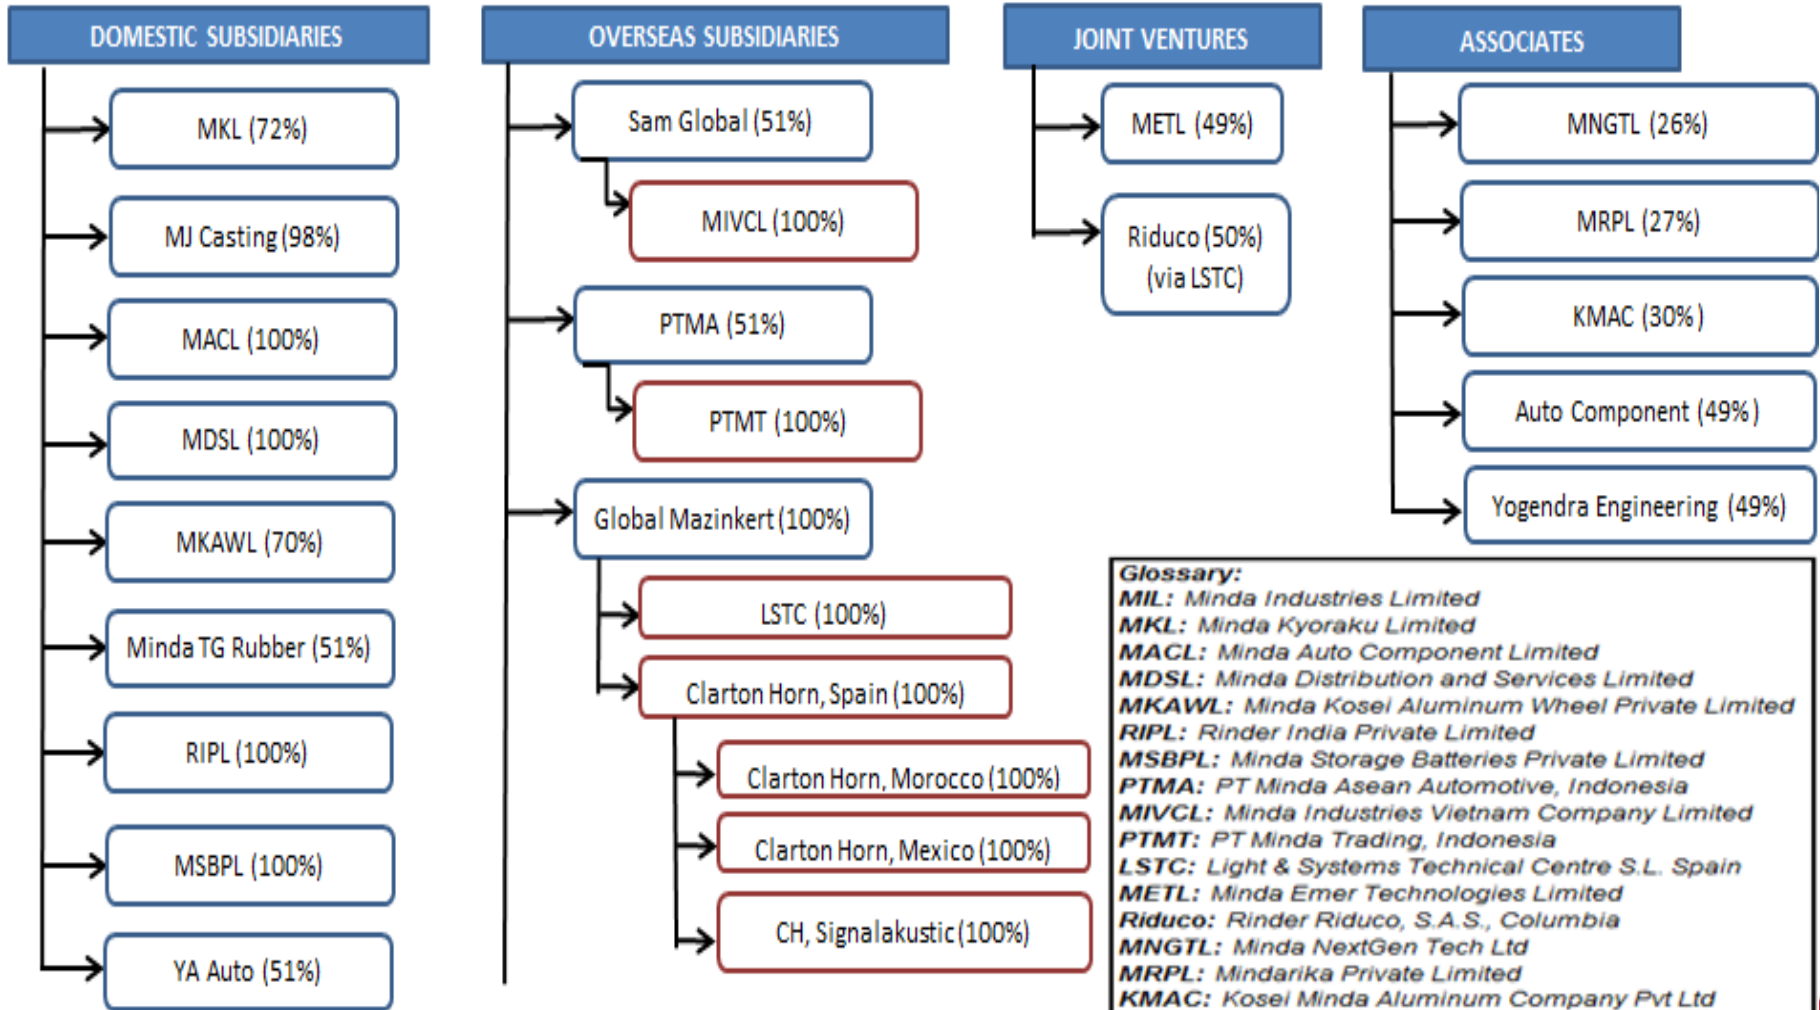 DOMESTIC SUBSIDIARIES
MKL (72%)
MJ Casting (98%)
MACL (100%)
MDSL (100%)
MKAWL (70%)
Minda TG Rubber (51%)
RIPL (100%)
MSBPL (100%)
YA Auto (51%)
OVERSEAS SUBSIDIARIES
Sam Global (51%)
MIVCL (100%)
PTMA (51%)
PTMT (100%)
Global Mazinkert (100%)
LSTC (100%)
Clarton Horn, Spain (100%)
Clarton Horn, Morocco (100%)
Clarton Horn, Mexico (100%)
CH, Signalakustic (100%)
JOINT VENTURES
METL (49%)
Riduco (50%)
(via LSTC)
ASSOCIATES
MNGTL (26%)
MRPL (27%)
KMAC (30%)
Auto Component (49%)
Yogendra Engineering (49%)
Glossary:
MIL: Minda Industries Limited
MKL: Minda Kyoraku Limited
MACL: Minda Auto Component Limited
MDSL: Minda Distribution and Services Limited
MKAWL: Minda Kosei Aluminum Wheel Private Limited
RIPL: Rinder India Private Limited
MSBPL: Minda Storage Batteries Private Limited
PTMA: PT Minda Asean Automotive, Indonesia
MIVCL: Minda Industries Vietnam Company Limited
PTMT: PT Minda Trading, Indonesia
LSTC: Light & Systems Technical Centre S.L. Spain
METL: Minda Emer Technologies Limited
Riduco: Rinder Riduco, S.A.S., Columbia
MNGTL: Minda NextGen Tech Ltd
MRPL: Mindarika Private Limited
KMAC: Kosei Minda Aluminum Company Pvt Ltd